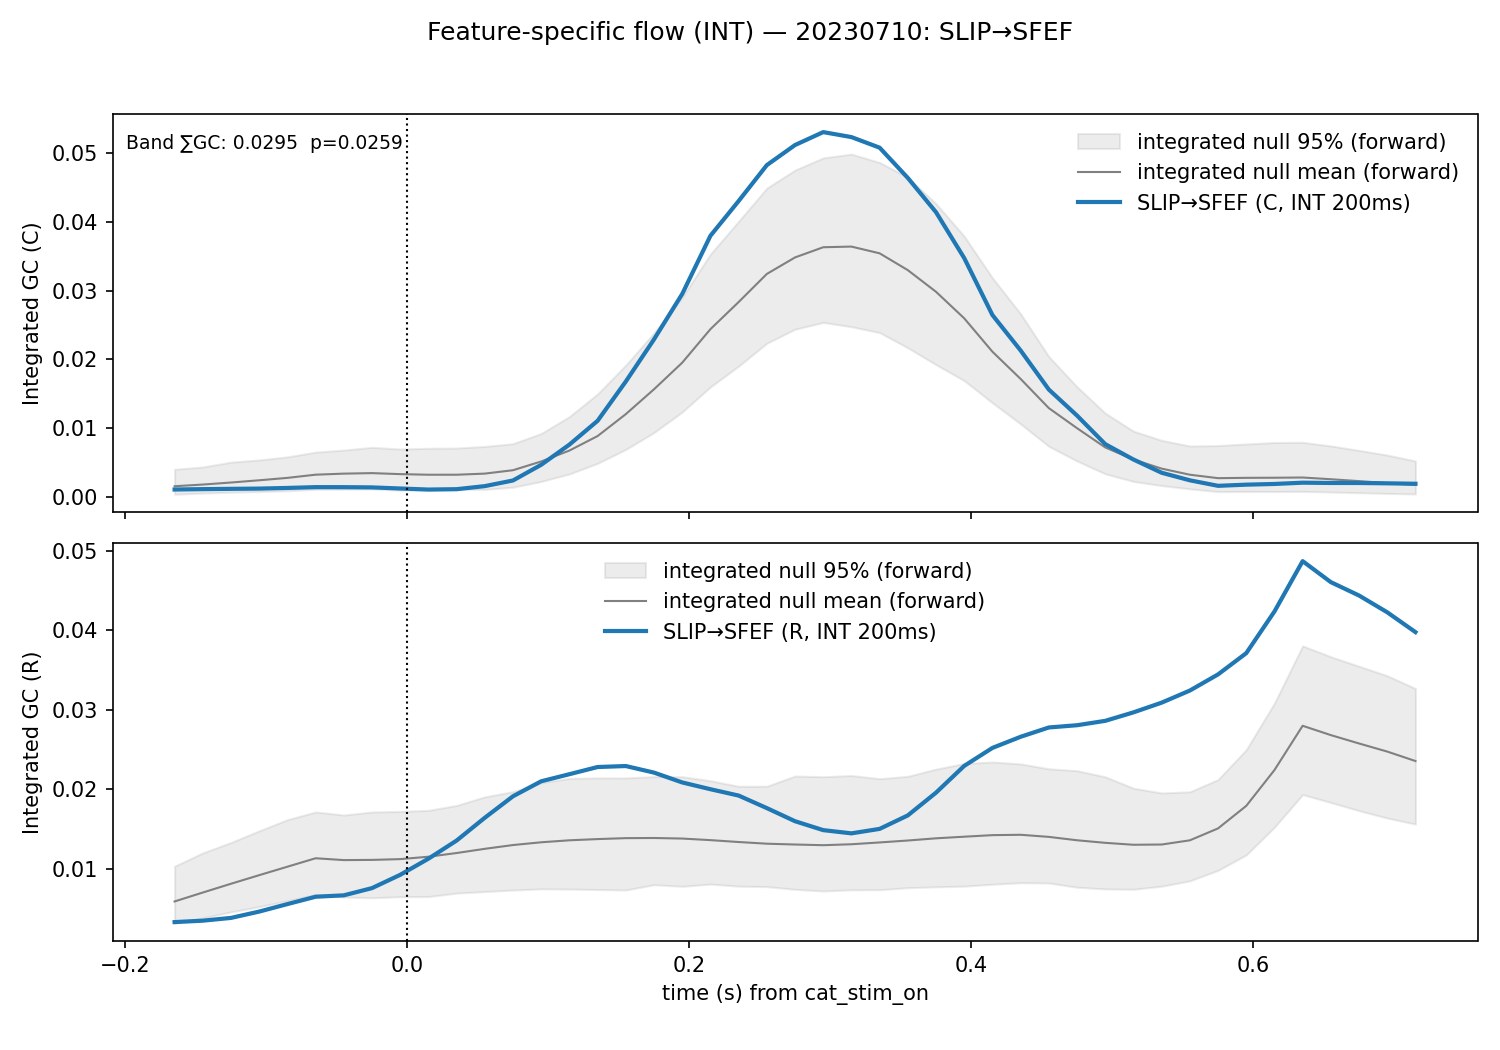 Feature-specific flow (INT) — 20230710: SLIP→SFEF
Band ∑GC: 0.0295  p=0.0259
integrated null 95% (forward)
integrated null mean (forward)
SLIP→SFEF (C, INT 200ms)
Integrated GC (C)
0.05
0.04
0.03
0.02
0.01
0.00
integrated null 95% (forward)
integrated null mean (forward)
SLIP→SFEF (R, INT 200ms)
Integrated GC (R)
0.05
0.04
0.03
0.02
0.01
−0.2 0.0 0.2 0.4 0.6
time (s) from cat_stim_on